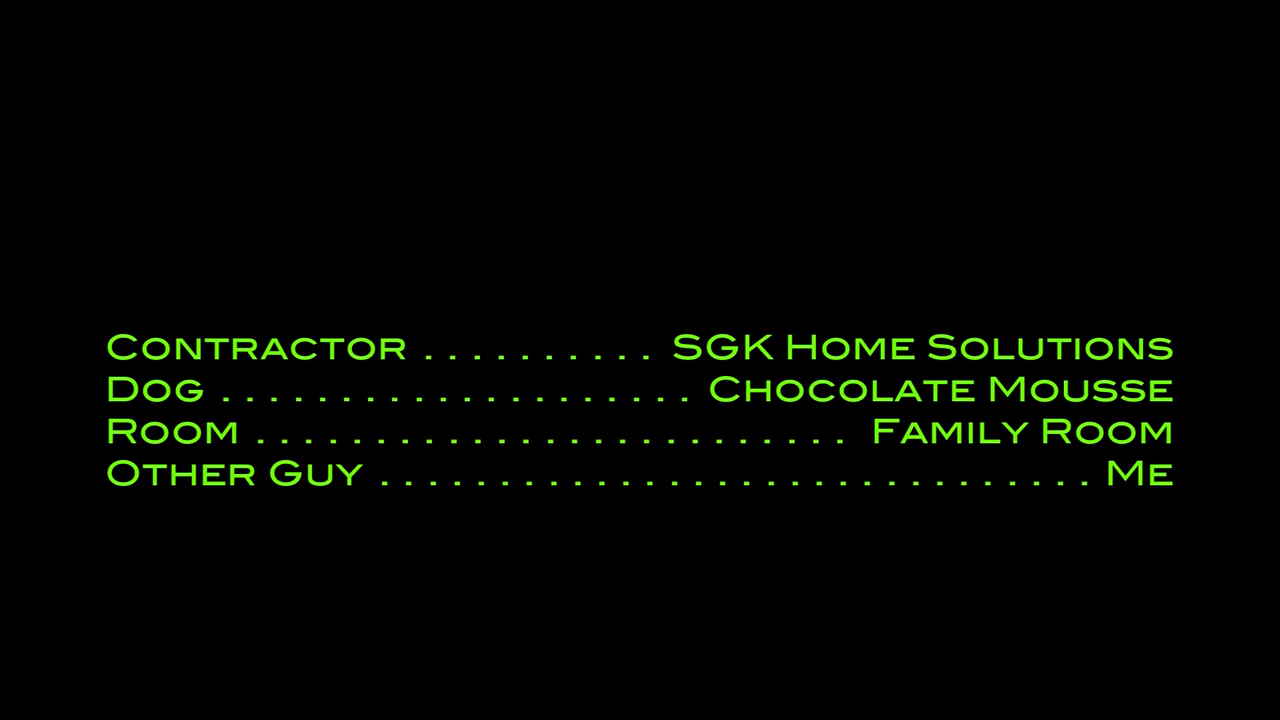 Contractor . . . . . . . . . . SGK Home Solutions
Dog . . . . . . . . . . . . . . . . . . . . Chocolate Mousse
Room . . . . . . . . . . . . . . . . . . . . . . . . . Family Room
Other Guy . . . . . . . . . . . . . . . . . . . . . . . . . . . . . . Me